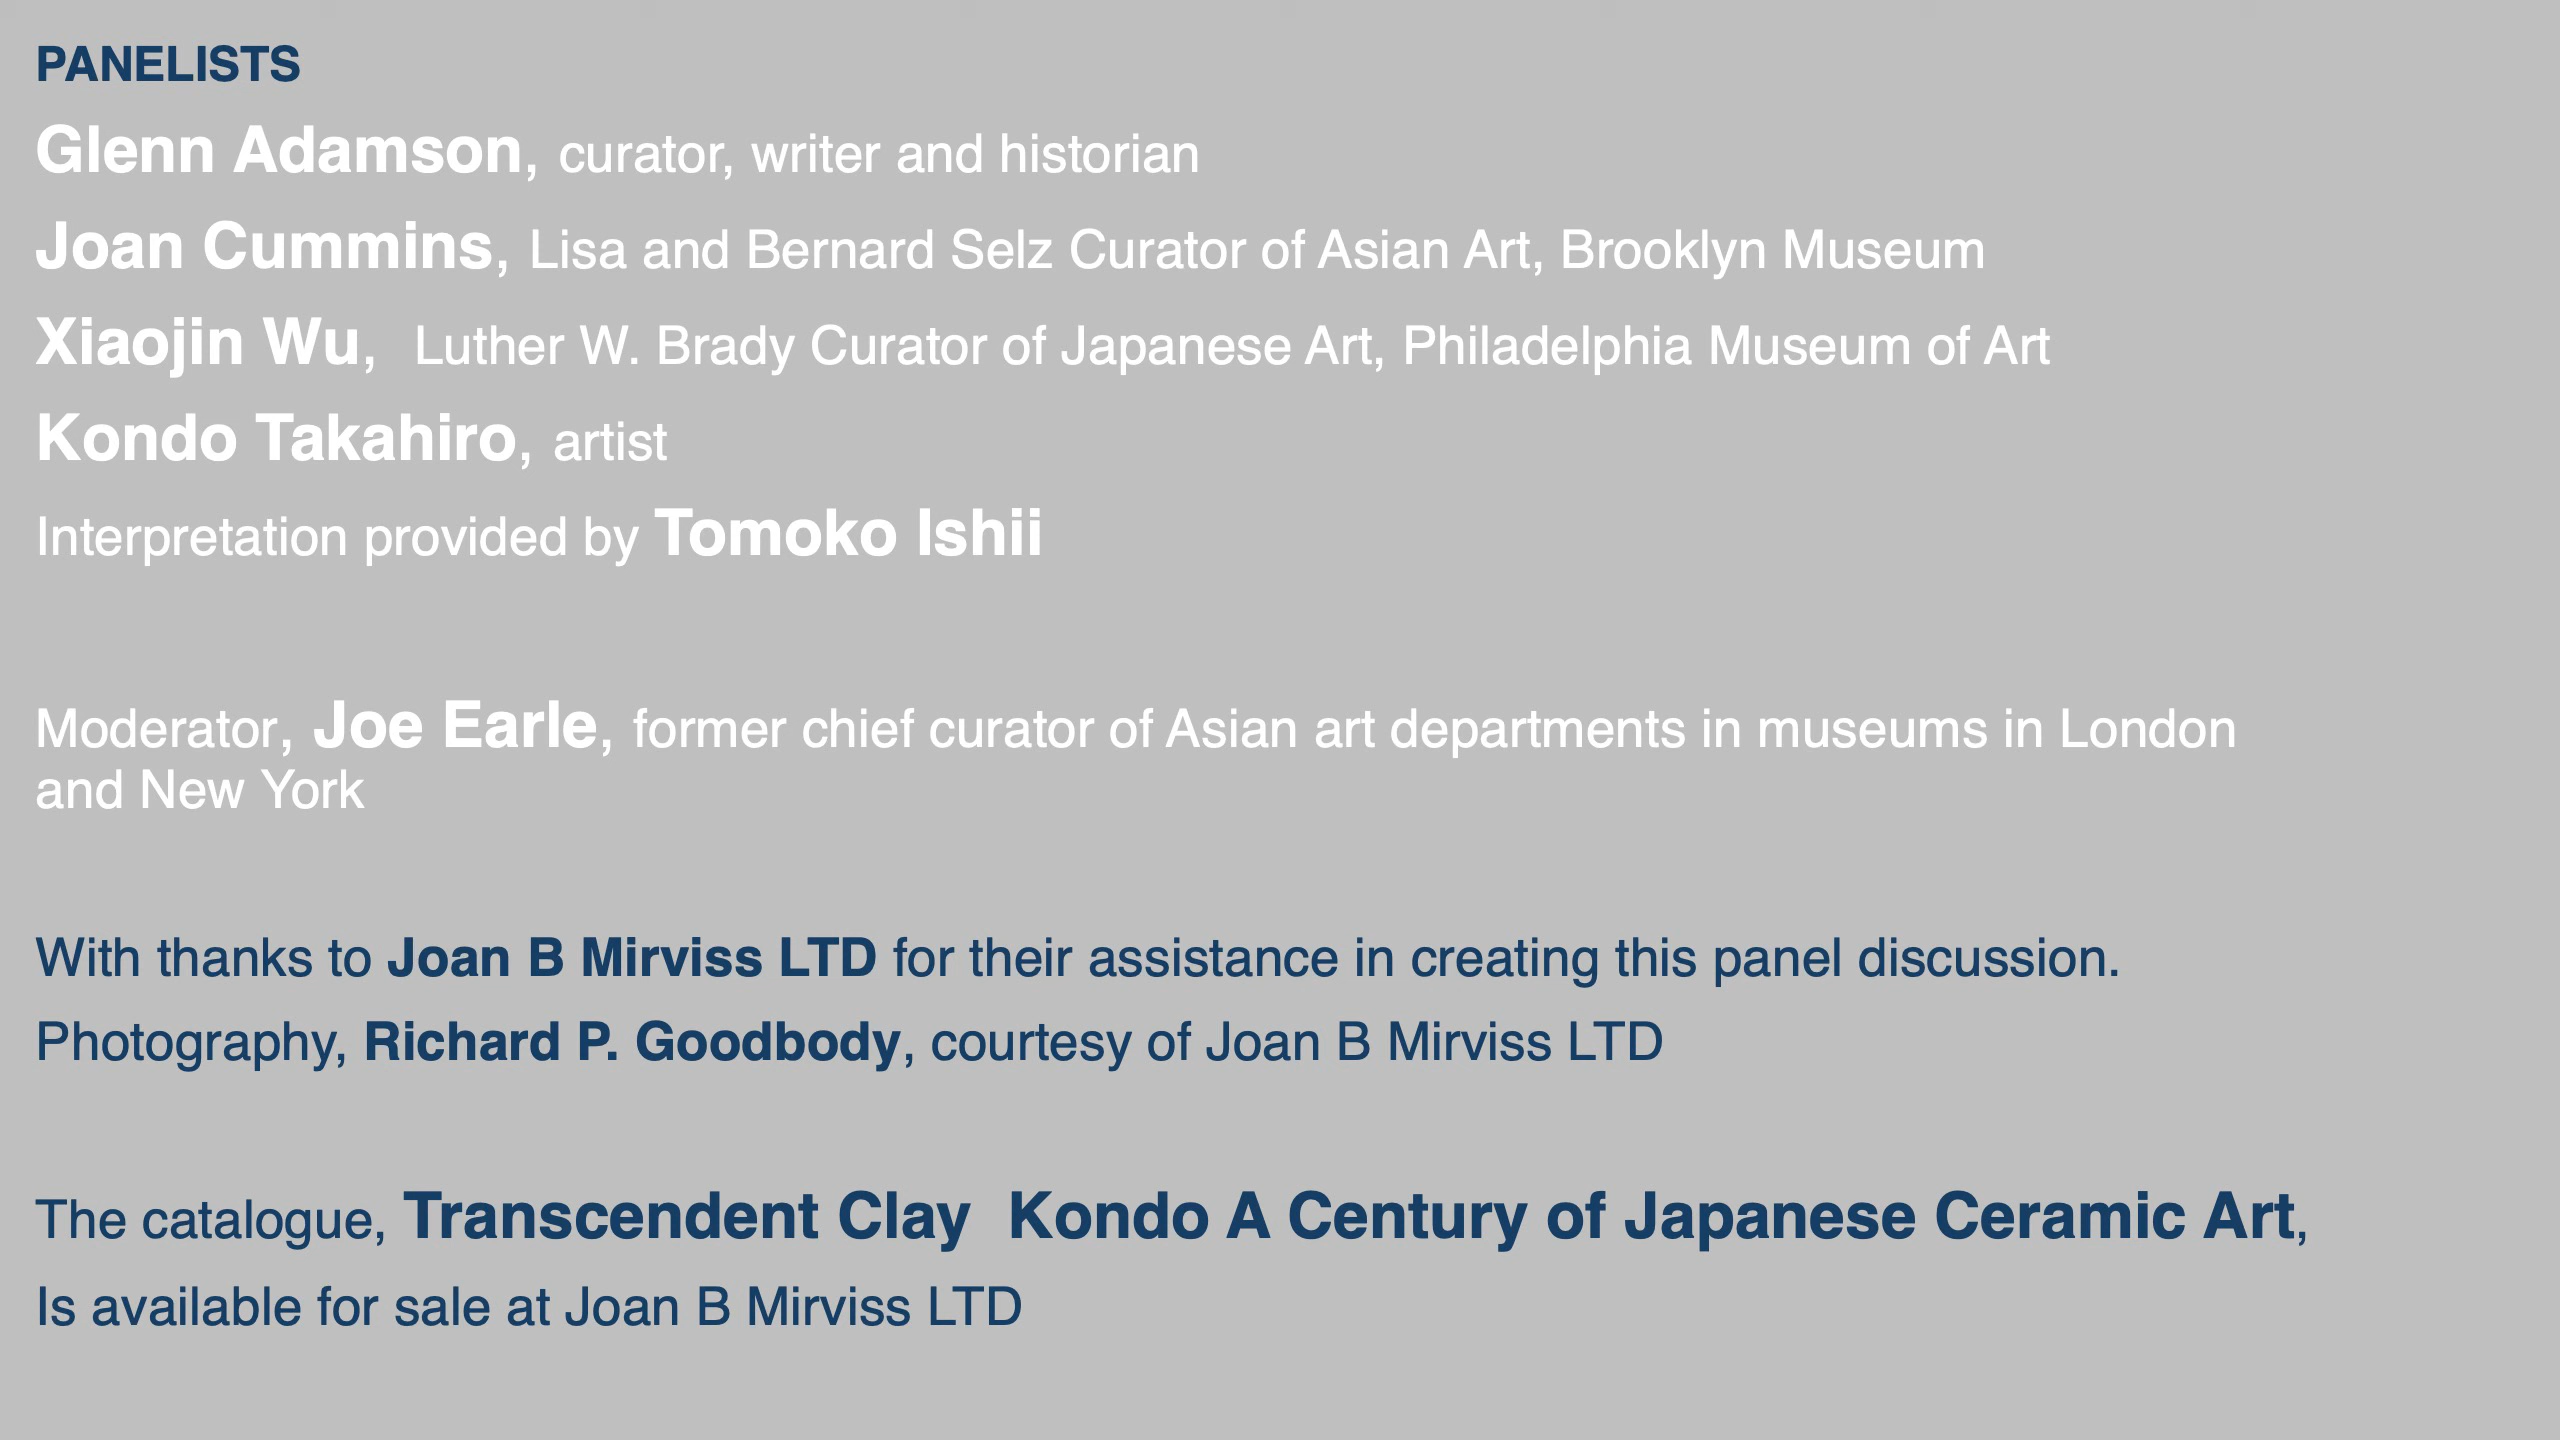 PANELISTS
Glenn Adamson, curator, writer and historian
Joan Cummins, Lisa and Bernard Selz Curator of Asian Art, Brooklyn Museum
Xiaojin Wu,  Luther W. Brady Curator of Japanese Art, Philadelphia Museum of Art
Kondo Takahiro, artist
Interpretation provided by Tomoko Ishii
Moderator, Joe Earle, former chief curator of Asian art departments in museums in London
and New York
With thanks to Joan B Mirviss LTD for their assistance in creating this panel discussion.
Photography, Richard P. Goodbody, courtesy of Joan B Mirviss LTD
The catalogue, Transcendent Clay  Kondo A Century of Japanese Ceramic Art,
Is available for sale at Joan B Mirviss LTD